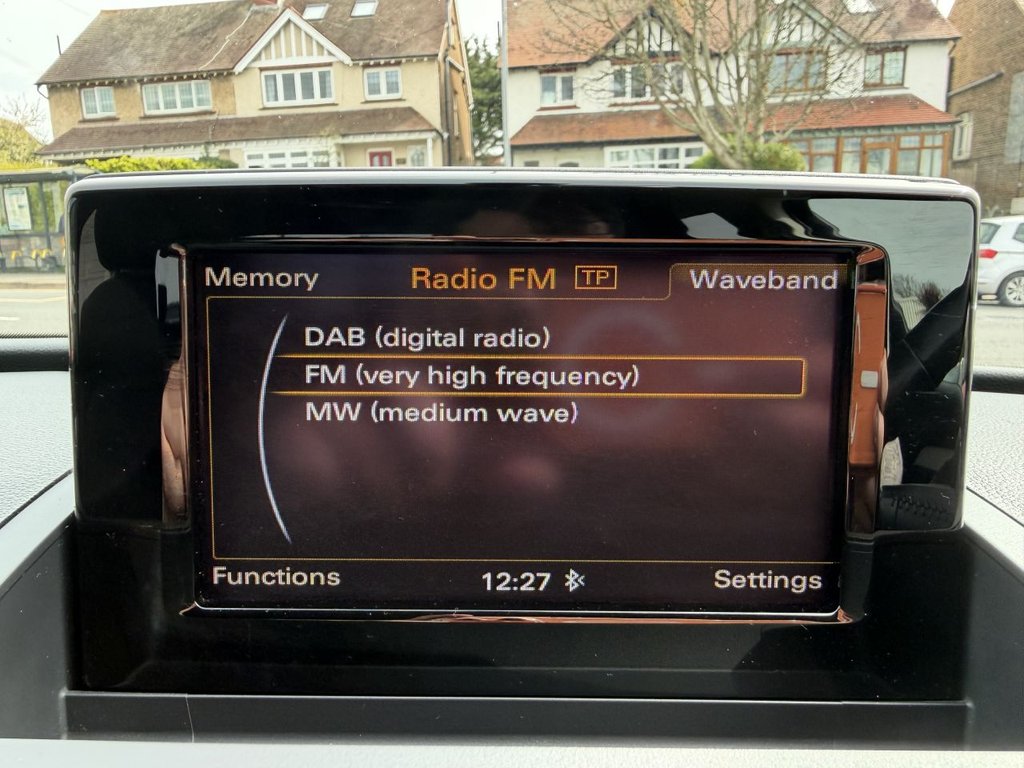 Memory Radio FM TP Waveband
DAB (digital radio)
FM (very high frequency)
MW (medium wave)
Functions 12:27 Settings